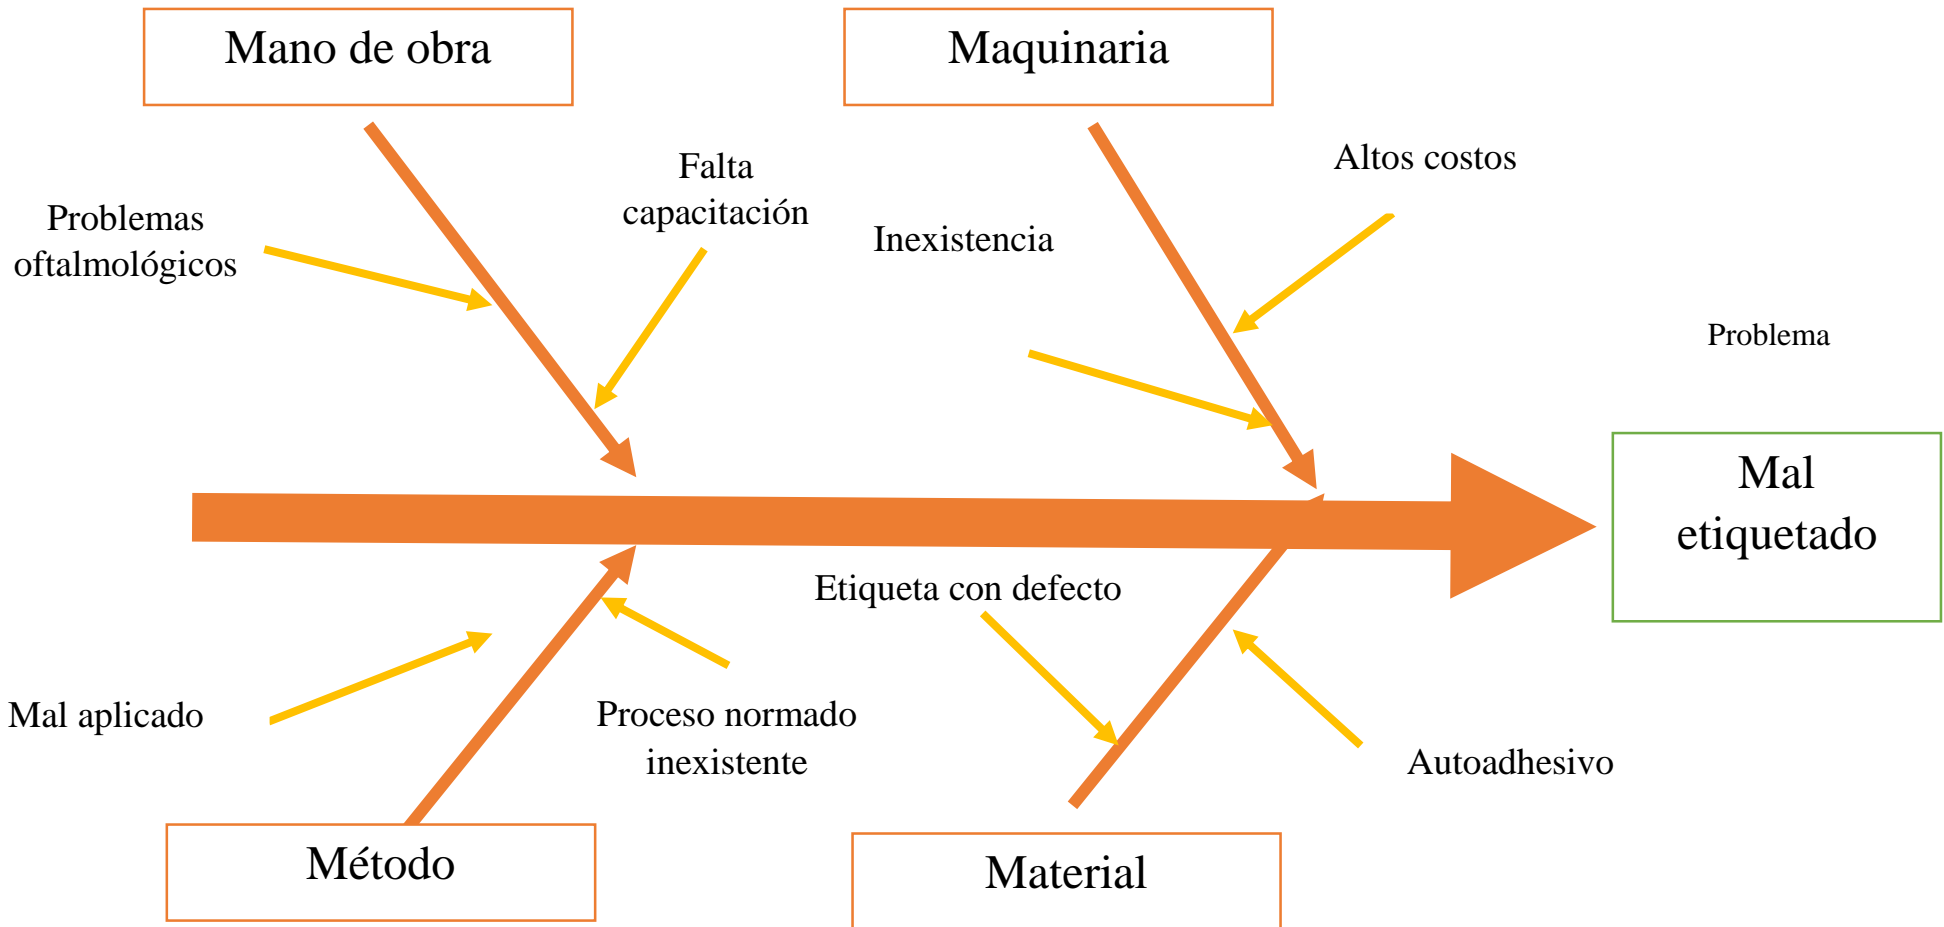 Mano de obra
Maquinaria
Falta
capacitación
Altos costos
Problemas
oftalmológicos
Inexistencia
Problema
Mal
etiquetado
Etiqueta con defecto
Mal aplicado
Proceso normado
inexistente
Autoadhesivo
Método
Material